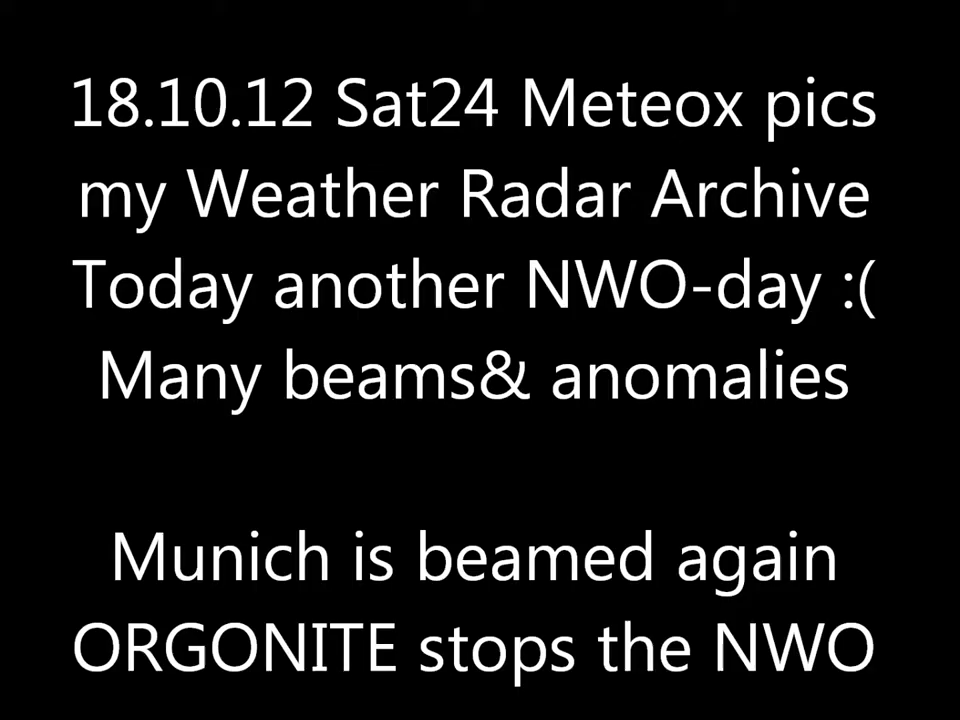 18.10.12 Sat24 Meteox pics
my Weather Radar Archive
Today another NWO-day :(
Many beams& anomalies
Munich is beamed again
ORGONITE stops the NWO